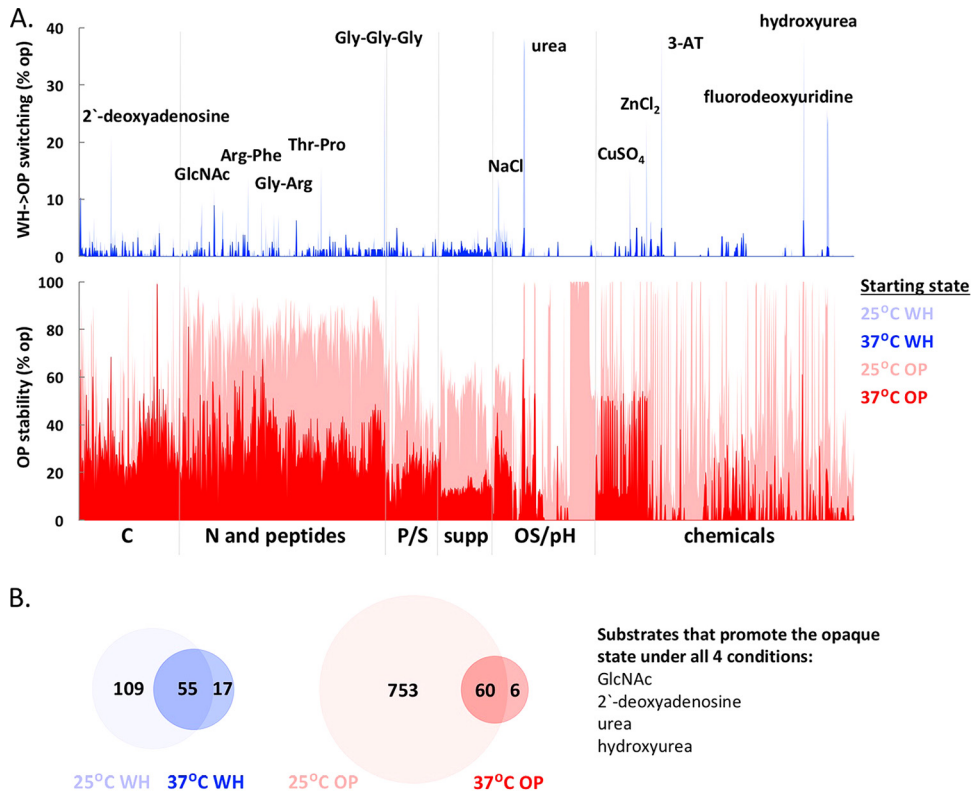 A.
WH->OP switching (% op)
40
30
20
10
0
2`-deoxyadenosine
GlcNAc
Arg-Phe
Gly-Arg
Thr-Pro
Gly-Gly-Gly
NaCl
urea
CuSO4
ZnCl2
3-AT
hydroxyurea
fluorodeoxyuridine
OP stability (% op)
100
80
60
40
20
0
C
N and peptides
P/S
supp
OS/pH
chemicals
Starting state
25°C WH
37°C WH
25°C OP
37°C OP
B.
109
55
17
25°C WH
37°C WH
753
60
6
25°C OP
37°C OP
Substrates that promote the opaque
state under all 4 conditions:
GlcNAc
2`-deoxyadenosine
urea
hydroxyurea